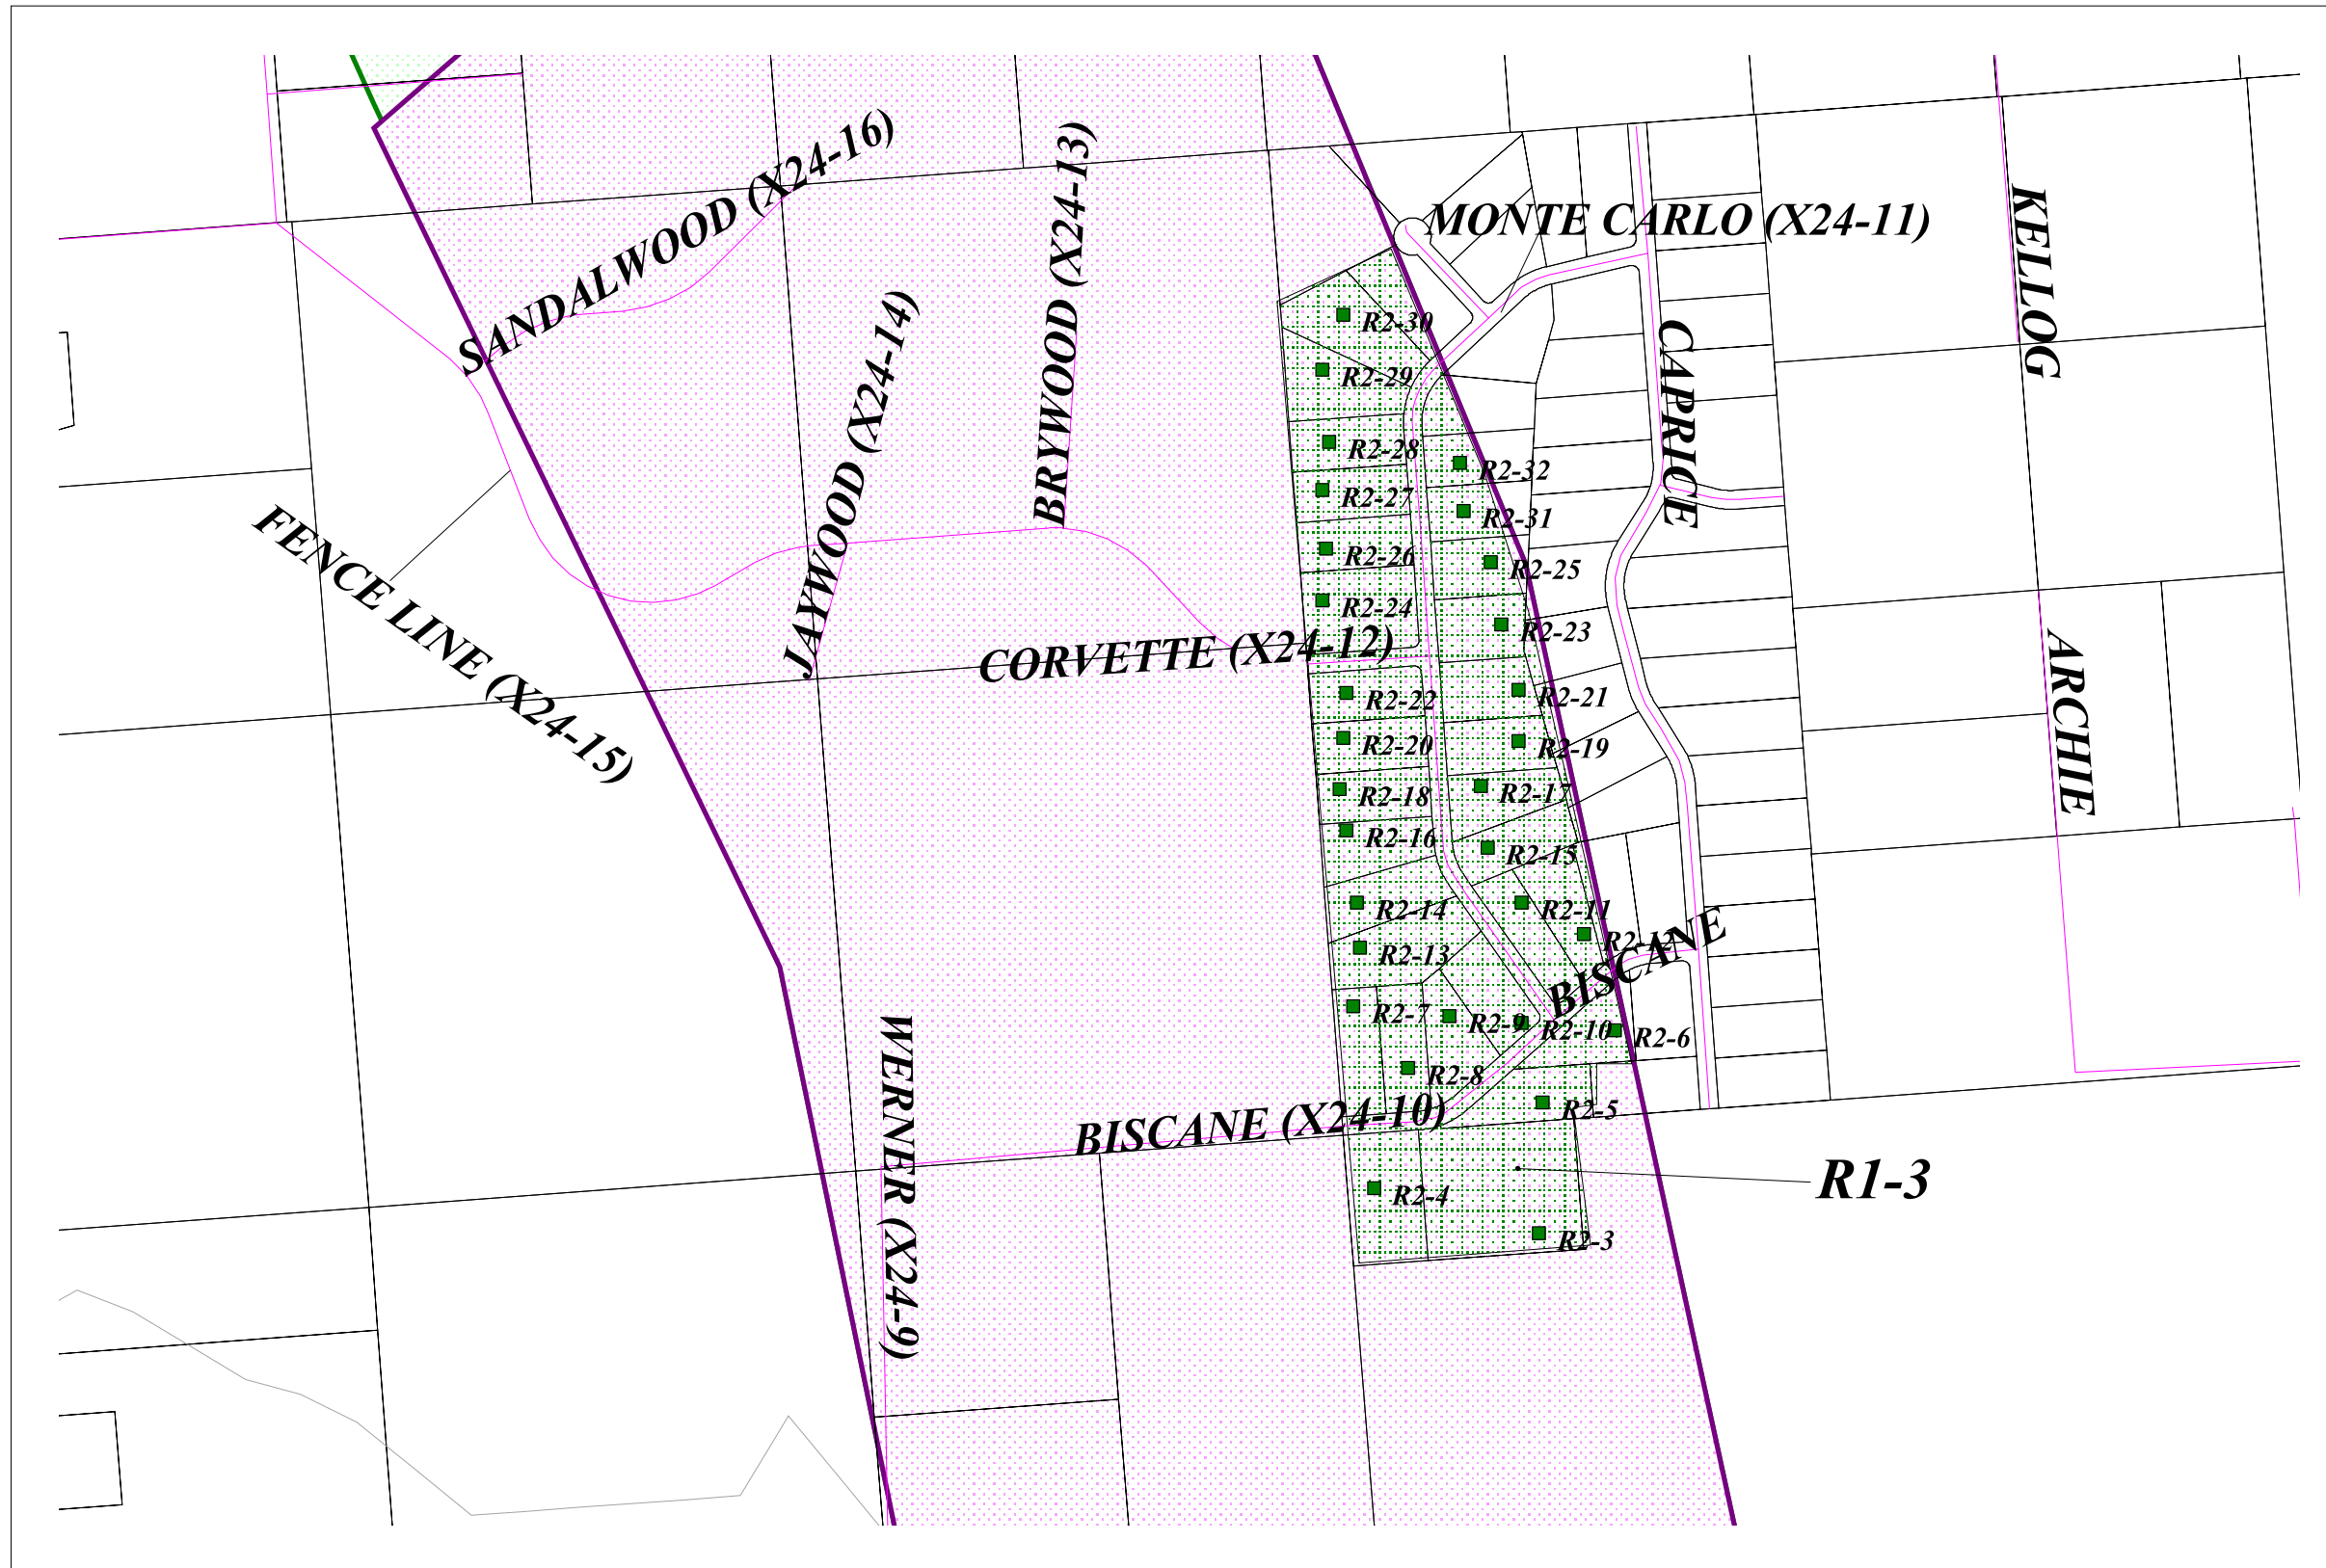 SANDALWOOD (X24-16)
BRYWOOD (X24-13)
MONTE CARLO (X24-11)
KELLOG
JAYWOOD (X24-14)
CAPRICE
FENCE LINE (X24-15)
CORVETTE (X24-12)
ARCHIE
R2-30
R2-29
R2-28
R2-32
R2-27
R2-31
R2-26
R2-25
R2-24
R2-23
R2-22
R2-21
R2-20
R2-19
R2-18
R2-17
R2-16
R2-15
R2-14
R2-11
R2-12
R2-13
BISCANE
R2-7
R2-9
R2-10
R2-6
R2-8
R2-5
WERNER (X24-9)
BISCANE (X24-10)
R1-3
R2-4
R2-3